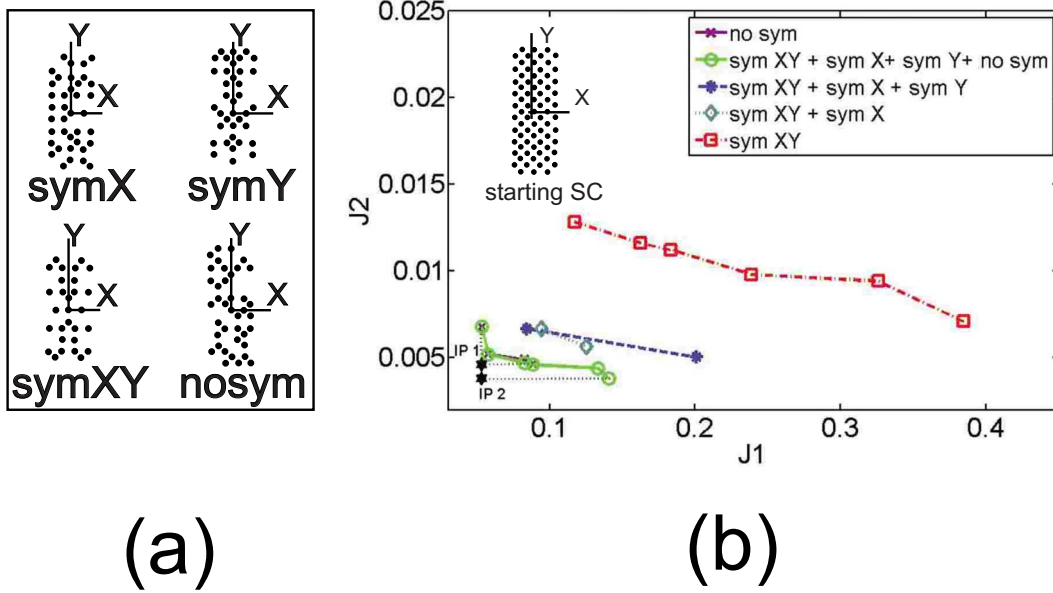 Y
X
symX
Y
X
symY
Y
X
symXY
Y
X
nosym
(a)
0.025
0.02
0.015
0.01
0.005
J2
Y
X
starting SC
no sym
sym XY + sym X+ sym Y+ no sym
sym XY + sym X + sym Y
sym XY + sym X
sym XY
IP 1
IP 2
0.1
0.2
0.3
0.4
J1
(b)